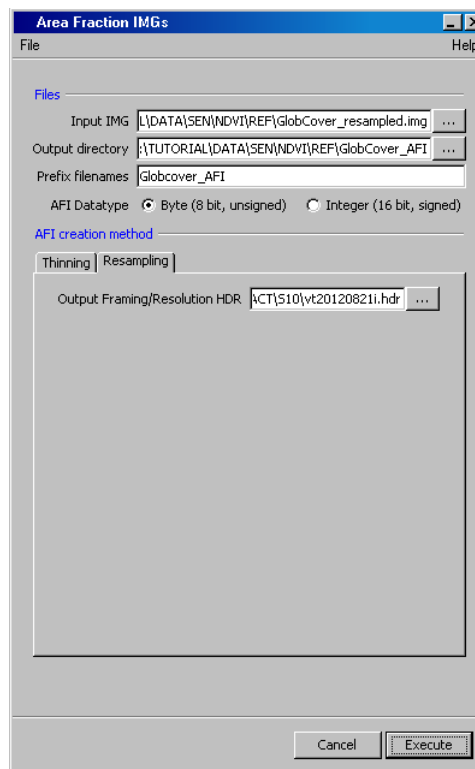 Area Fraction IMGs
File Help
Files
Input IMG L\DATA\SEN\NDVI\REF\GlobCover_resampled.img ...
Output directory :\TUTORIAL\DATA\SEN\NDVI\REF\GlobCover_AFI ...
Prefix filenames Globcover_AFI
AFI Datatype Byte (8 bit, unsigned) Integer (16 bit, signed)
AFI creation method
Thinning Resampling
Output Framing/Resolution HDR ACT\S10\vt20120821i.hdr ...
Cancel Execute